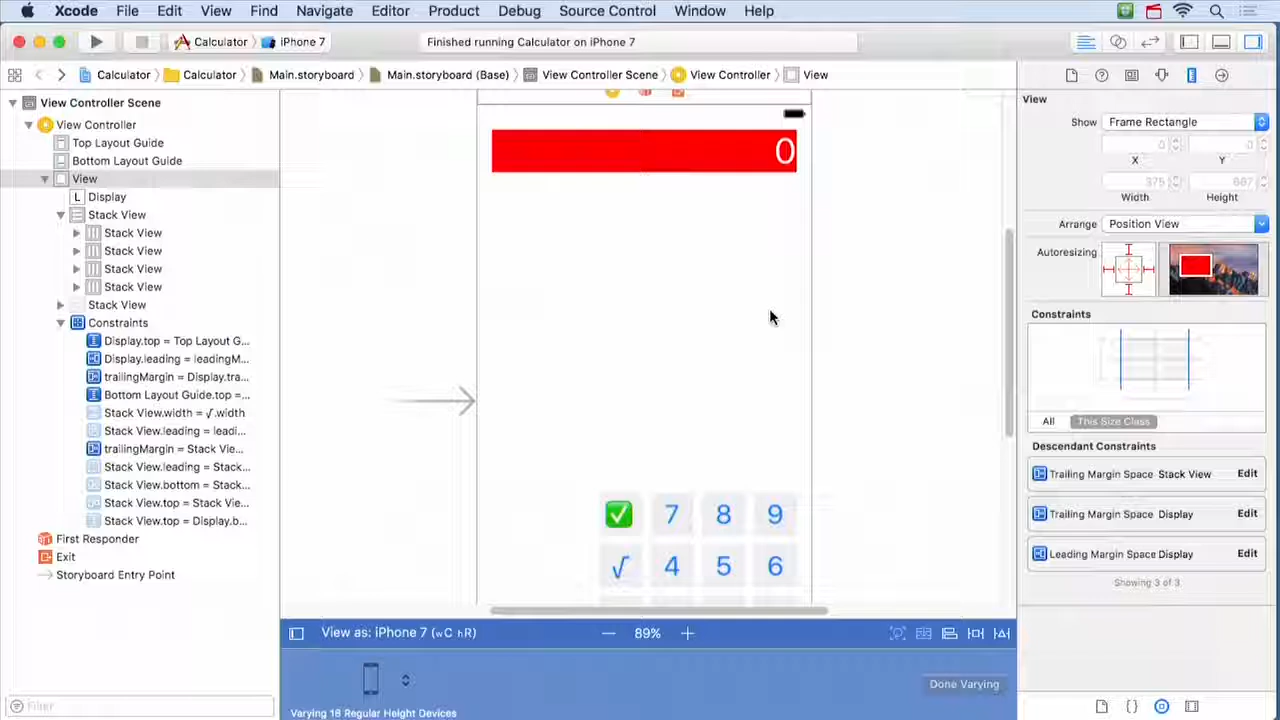 Xcode File Edit View Find Navigate Editor Product Debug Source Control Window Help
Calculator iPhone 7 Finished running Calculator on iPhone 7
Calculator Calculator Main.storyboard Main.storyboard (Base) View Controller Scene View Controller View
View Controller Scene
View Controller
Top Layout Guide
Bottom Layout Guide
View
L Display
Stack View
Stack View
Stack View
Stack View
Stack View
Stack View
Constraints
Display.top = Top Layout G...
Display.leading = leadingM...
trailingMargin = Display.tra...
Bottom Layout Guide.top =...
Stack View.width = √.width
Stack View.leading = leadi...
trailingMargin = Stack Vie...
Stack View.leading = Stack...
Stack View.bottom = Stack...
Stack View.top = Stack Vie...
Stack View.top = Display.b...
First Responder
Exit
Storyboard Entry Point
Filter
0
✅ 7 8 9
√ 4 5 6
View as: iPhone 7 (wC hR) — 89% +
Done Varying
Varying 18 Regular Height Devices
View
Show Frame Rectangle
0 0
X Y
375 667
Width Height
Arrange Position View
Autoresizing
Constraints
All This Size Class
Descendant Constraints
Trailing Margin Space Stack View Edit
Trailing Margin Space Display Edit
Leading Margin Space Display Edit
Showing 3 of 3